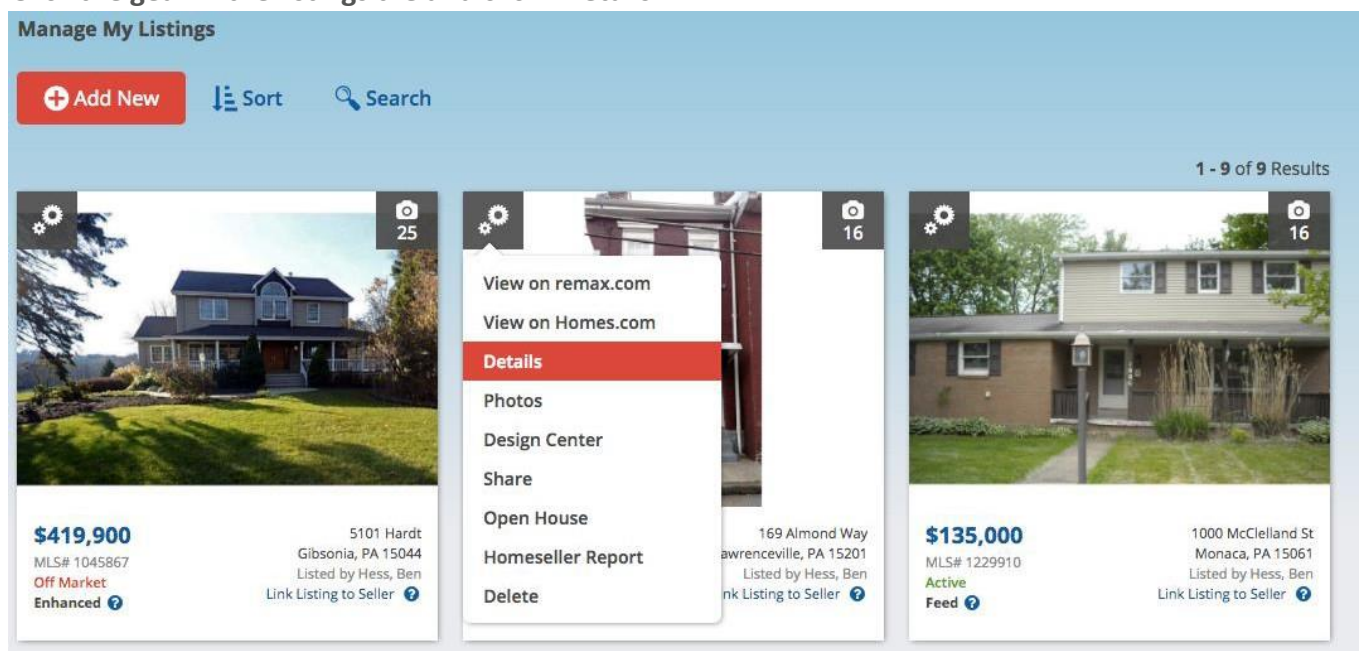 Manage My Listings
Add New Sort Search
1 - 9 of 9 Results
25
16
16
View on remax.com
View on Homes.com
Details
Photos
Design Center
Share
Open House
Homeseller Report
Delete
$419,900
MLS# 1045867
Off Market
Enhanced ?
5101 Hardt
Gibsonia, PA 15044
Listed by Hess, Ben
Link Listing to Seller ?
169 Almond Way
awrenceville, PA 15201
Listed by Hess, Ben
nk Listing to Seller ?
$135,000
MLS# 1229910
Active
Feed ?
1000 McClelland St
Monaca, PA 15061
Listed by Hess, Ben
Link Listing to Seller ?